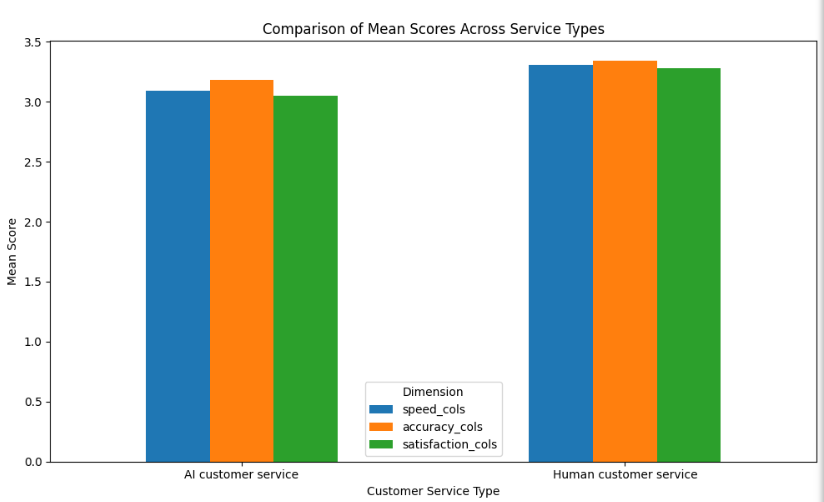 Comparison of Mean Scores Across Service Types
3.5
3.0
2.5
2.0
1.5
1.0
0.5
0.0
Mean Score
Dimension
speed_cols
accuracy_cols
satisfaction_cols
AI customer service
Human customer service
Customer Service Type